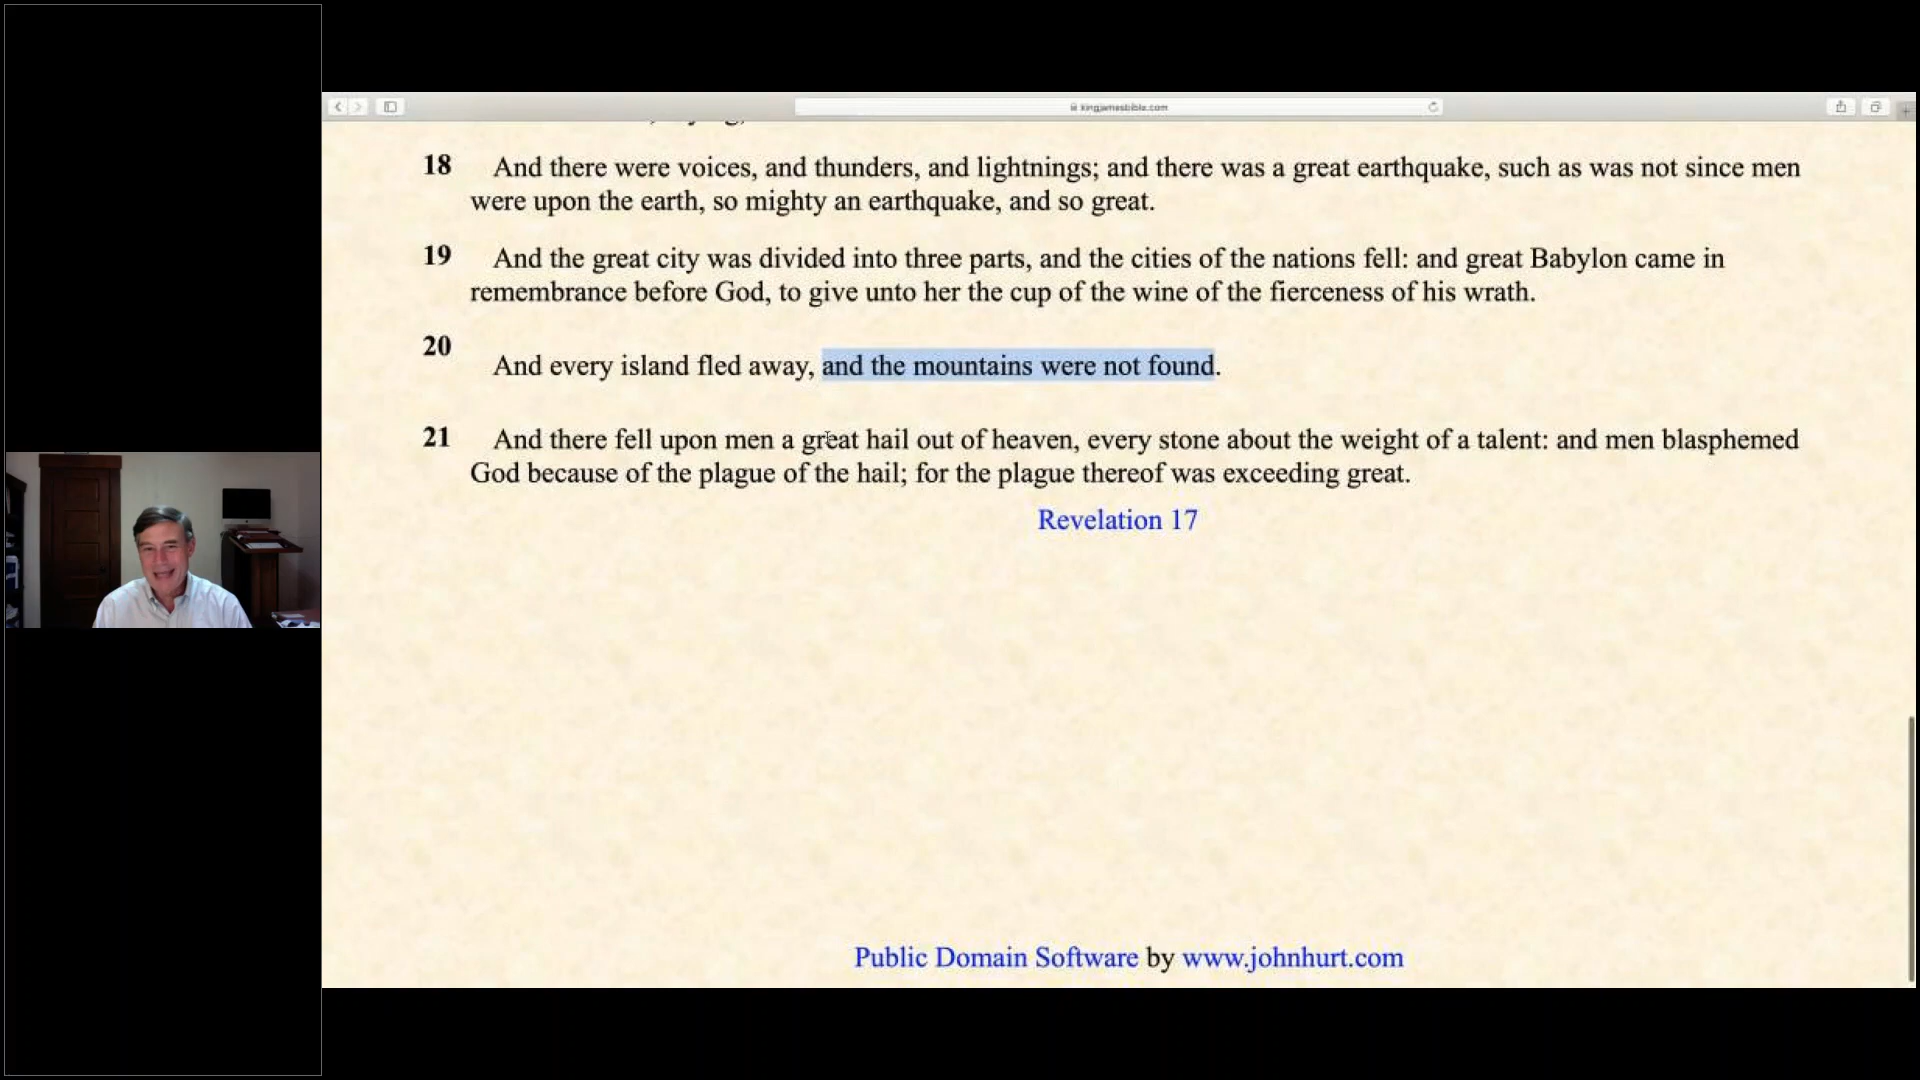 kingjamesbible.com
18 And there were voices, and thunders, and lightnings; and there was a great earthquake, such as was not since men
were upon the earth, so mighty an earthquake, and so great.
19 And the great city was divided into three parts, and the cities of the nations fell: and great Babylon came in
remembrance before God, to give unto her the cup of the wine of the fierceness of his wrath.
20 And every island fled away, and the mountains were not found.
21 And there fell upon men a great hail out of heaven, every stone about the weight of a talent: and men blasphemed
God because of the plague of the hail; for the plague thereof was exceeding great.
Revelation 17
Public Domain Software by www.johnhurt.com